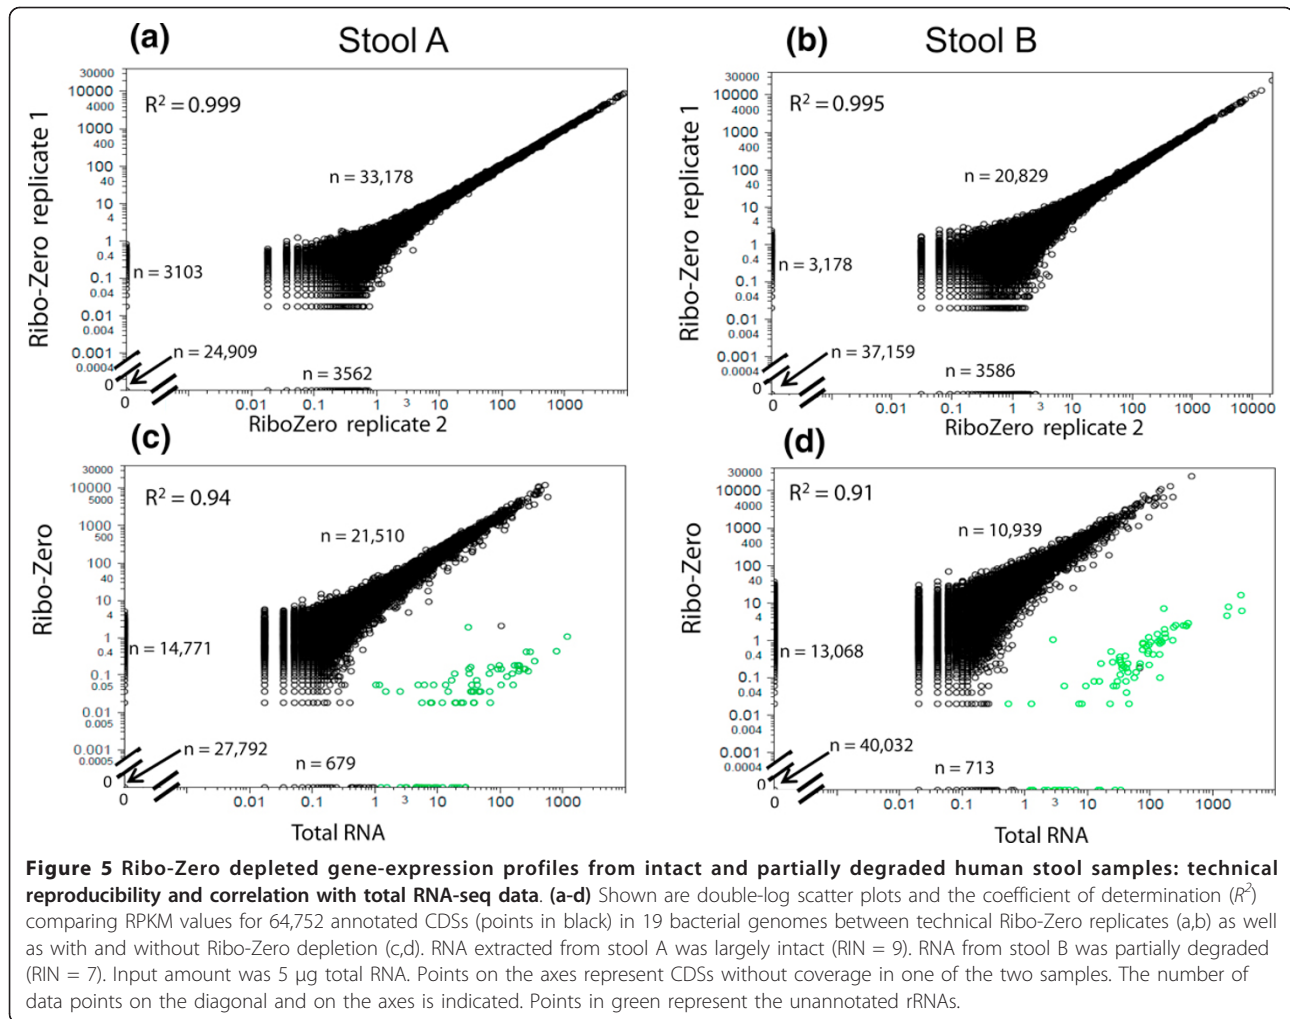 (a) Stool A
(b) Stool B
Ribo-Zero replicate 1
30000
10000
4000
1000
400
100
40
10
4
1
0.4
0.1
0.04
0.01
0.004
0.001
0.0004
0
R² = 0.999
n = 33,178
n = 3103
n = 24,909
n = 3562
0 0.01 0.1 1 3 10 100 1000
RiboZero replicate 2
Ribo-Zero replicate 1
30000
10000
4000
1000
400
100
40
10
4
1
0.4
0.1
0.04
0.01
0.004
0.001
0.0004
0
R² = 0.995
n = 20,829
n = 3,178
n = 37,159
n = 3586
0 0.01 0.1 1 3 10 100 1000 10000
RiboZero replicate 2
(c)
Ribo-Zero
30000
10000
5000
1000
500
100
40
10
4
1
0.4
0.1
0.05
0.01
0.005
0.001
0.0005
0
R² = 0.94
n = 21,510
n = 14,771
n = 27,792
n = 679
0 0.01 0.1 1 3 10 100 1000
Total RNA
(d)
Ribo-Zero
30000
10000
4000
1000
400
100
40
10
4
1
0.4
0.1
0.04
0.01
0.004
0.001
0.0004
0
R² = 0.91
n = 10,939
n = 13,068
n = 40,032
n = 713
0 0.01 0.1 1 3 10 100 1000
Total RNA
Figure 5 Ribo-Zero depleted gene-expression profiles from intact and partially degraded human stool samples: technical
reproducibility and correlation with total RNA-seq data. (a-d) Shown are double-log scatter plots and the coefficient of determination (R²)
comparing RPKM values for 64,752 annotated CDSs (points in black) in 19 bacterial genomes between technical Ribo-Zero replicates (a,b) as well
as with and without Ribo-Zero depletion (c,d). RNA extracted from stool A was largely intact (RIN = 9). RNA from stool B was partially degraded
(RIN = 7). Input amount was 5 μg total RNA. Points on the axes represent CDSs without coverage in one of the two samples. The number of
data points on the diagonal and on the axes is indicated. Points in green represent the unannotated rRNAs.